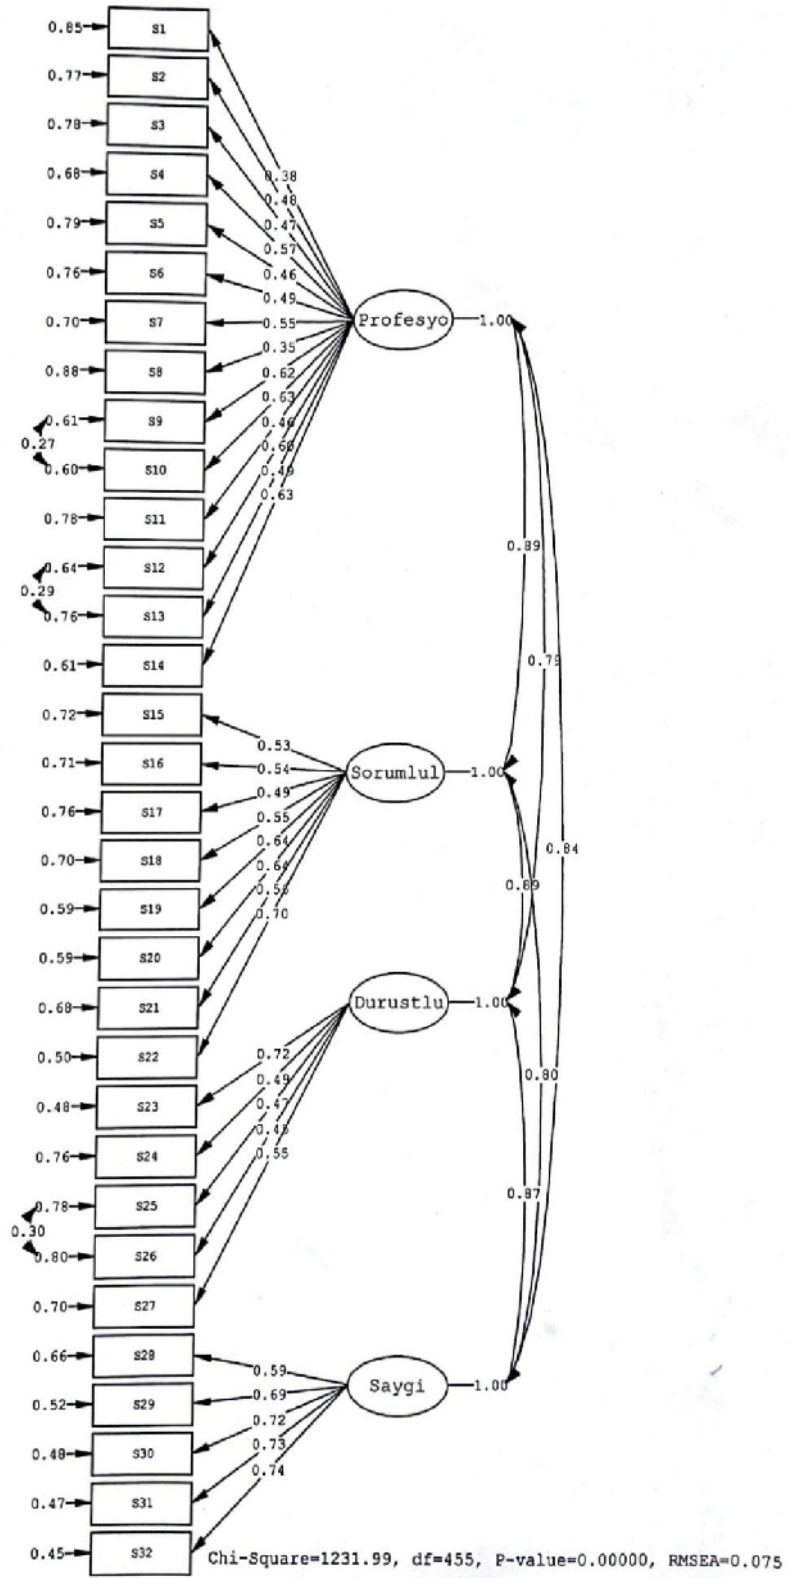 0.85 S1
0.77 S2
0.78 S3
0.68 S4
0.38
0.48
0.79 S5
0.47
0.57
0.76 S6
0.46
0.49
0.70 S7
0.55
Profesyo 1.00
0.35
0.88 S8
0.62
0.63
0.61 S9
0.46
0.27
0.60
0.60 S10
0.49
0.63
0.78 S11
0.89
0.64 S12
0.29
0.76 S13
0.61 S14
0.79
0.72 S15
0.53
0.71 S16
0.54
Sorumlul 1.00
0.49
0.76 S17
0.55
0.64
0.84
0.70 S18
0.64
0.56
0.89
0.59 S19
0.70
0.59 S20
0.68 S21
Durustlu 1.00
0.50 S22
0.72
0.49
0.80
0.48 S23
0.47
0.45
0.76 S24
0.55
0.87
0.78 S25
0.30
0.80 S26
0.70 S27
0.66 S28
0.59
Saygi 1.00
0.69
0.52 S29
0.72
0.73
0.48 S30
0.74
0.47 S31
0.45 S32
Chi-Square=1231.99, df=455, P-value=0.00000, RMSEA=0.075